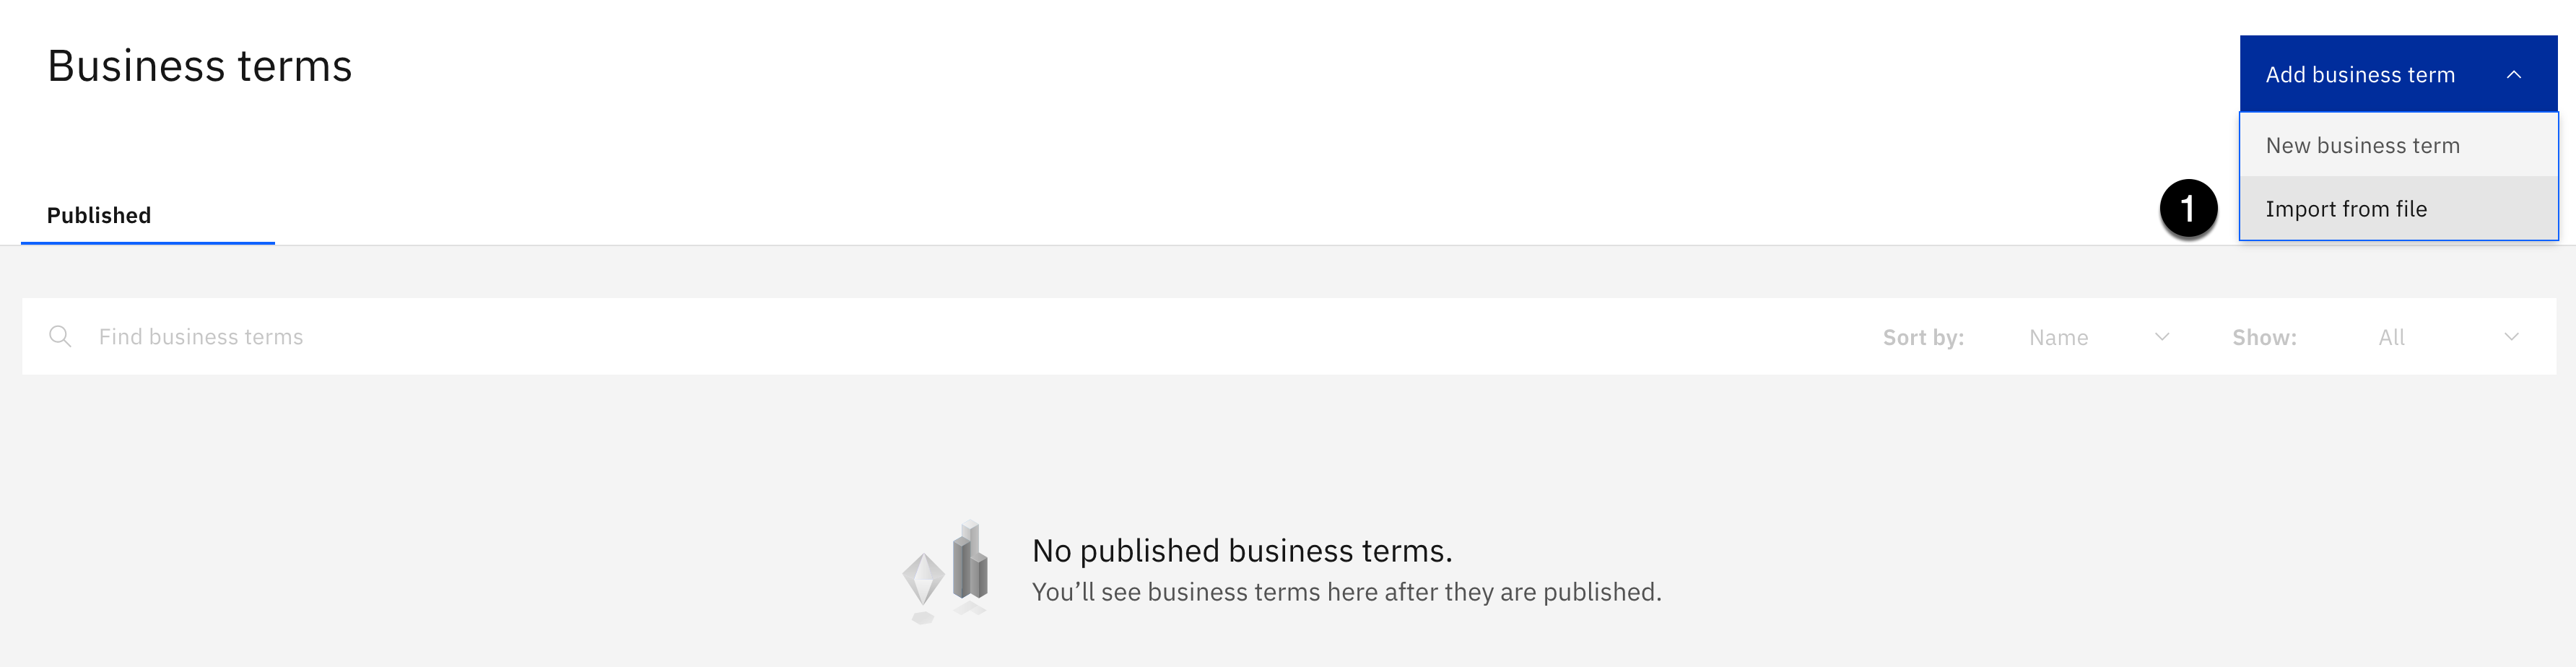 Business terms
Add business term
New business term
Import from file
1
Published
Find business terms
Sort by: Name Show: All
No published business terms.
You’ll see business terms here after they are published.